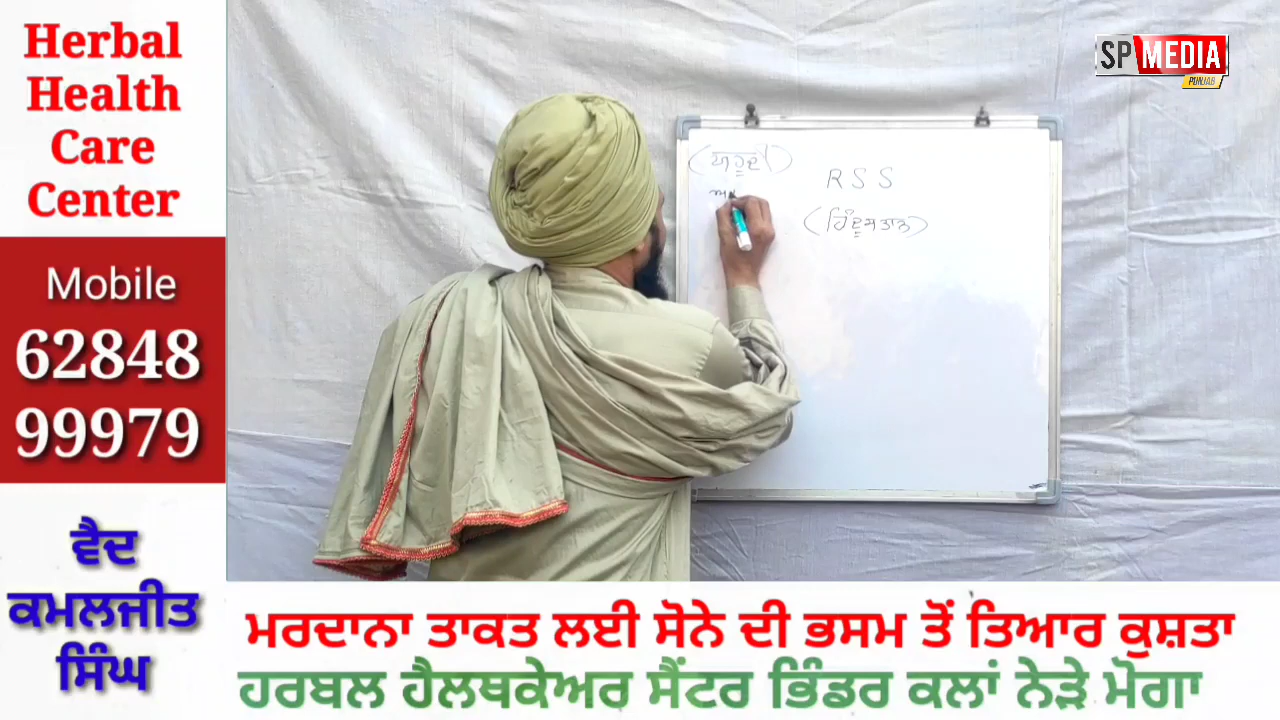 Herbal
Health
Care
Center
Mobile
62848
99979
ਵੈਦ
ਕਮਲਜੀਤ
ਸਿੰਘ
SP MEDIA
PUNJAB
R S S
(ਹਿੰਦੁਸਤਾਨ)
ਮਰਦਾਨਾ ਤਾਕਤ ਲਈ ਸੋਨੇ ਦੀ ਭਸਮ ਤੋਂ ਤਿਆਰ ਕੁਸ਼ਤਾ
ਹਰਬਲ ਹੈਲਥਕੇਅਰ ਸੈਂਟਰ ਭਿੰਡਰ ਕਲਾਂ ਨੇੜੇ ਮੋਗਾ